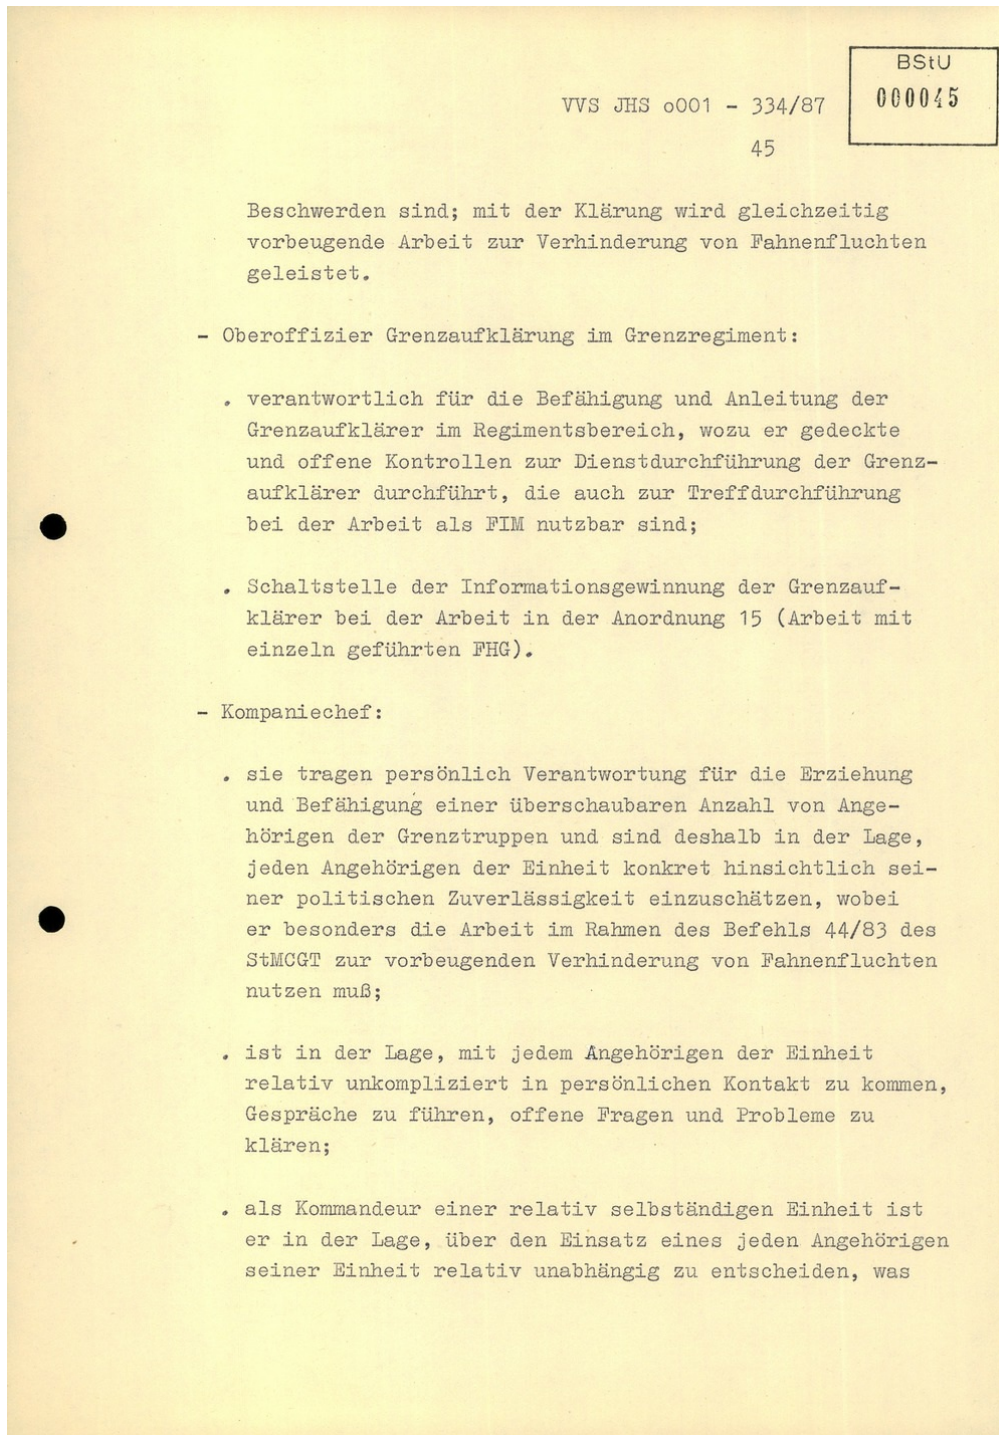 BStU
000045
VVS JHS o001 - 334/87
45
Beschwerden sind; mit der Klärung wird gleichzeitig
vorbeugende Arbeit zur Verhinderung von Fahnenfluchten
geleistet.
- Oberoffizier Grenzaufklärung im Grenzregiment:
. verantwortlich für die Befähigung und Anleitung der
Grenzaufklärer im Regimentsbereich, wozu er gedeckte
und offene Kontrollen zur Dienstdurchführung der Grenz-
aufklärer durchführt, die auch zur Treffdurchführung
bei der Arbeit als FIM nutzbar sind;
. Schaltstelle der Informationsgewinnung der Grenzauf-
klärer bei der Arbeit in der Anordnung 15 (Arbeit mit
einzeln geführten FHG).
- Kompaniechef:
. sie tragen persönlich Verantwortung für die Erziehung
und Befähigung einer überschaubaren Anzahl von Ange-
hörigen der Grenztruppen und sind deshalb in der Lage,
jeden Angehörigen der Einheit konkret hinsichtlich sei-
ner politischen Zuverlässigkeit einzuschätzen, wobei
er besonders die Arbeit im Rahmen des Befehls 44/83 des
StMCGT zur vorbeugenden Verhinderung von Fahnenfluchten
nutzen muß;
. ist in der Lage, mit jedem Angehörigen der Einheit
relativ unkompliziert in persönlichen Kontakt zu kommen,
Gespräche zu führen, offene Fragen und Probleme zu
klären;
. als Kommandeur einer relativ selbständigen Einheit ist
er in der Lage, über den Einsatz eines jeden Angehörigen
seiner Einheit relativ unabhängig zu entscheiden, was